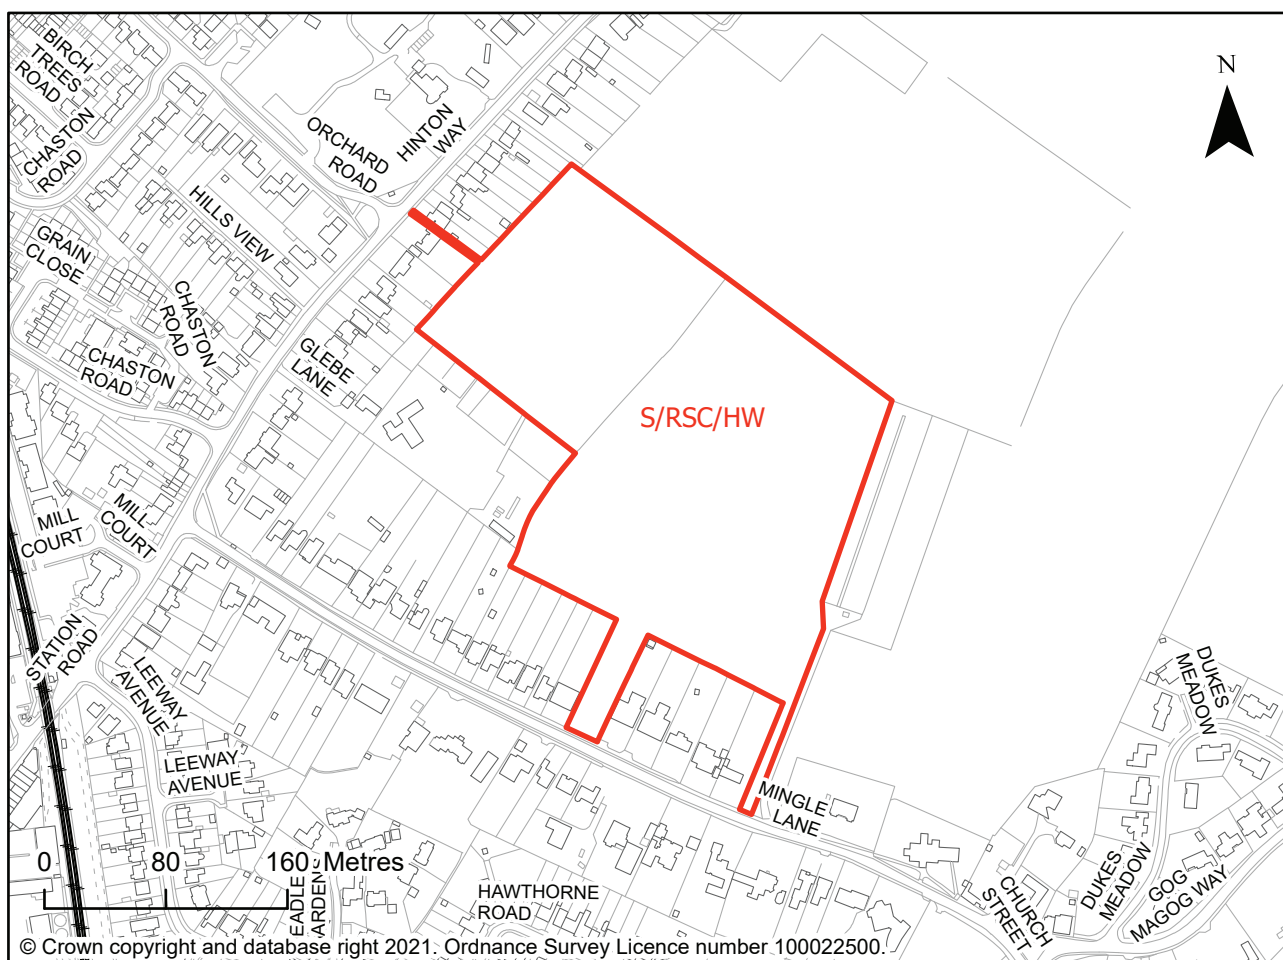 BIRCH
TREES
ROAD
CHASTON
ROAD
ORCHARD
ROAD
HINTON
WAY
N
HILLS VIEW
GRAIN
CLOSE
CHASTON
ROAD
CHASTON
ROAD
GLEBE
LANE
S/RSC/HW
MILL
COURT
MILL
COURT
STATION
ROAD
LEEWAY
AVENUE
LEEWAY
AVENUE
DUKES
MEADOW
MINGLE
LANE
0 80 160 Metres
EADLE
ARDEN
HAWTHORNE
ROAD
CHURCH
STREET
DUKES
MEADOW
GOG
MAGOG WAY
© Crown copyright and database right 2021. Ordnance Survey Licence number 100022500.